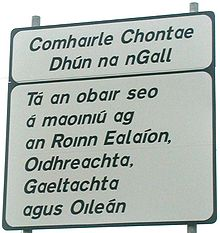 Comhairle Chontae
Dhún na nGall
Tá an obair seo
á maoiniú ag
an Roinn Ealaíon,
Oidhreachta,
Gaeltachta
agus Oileán